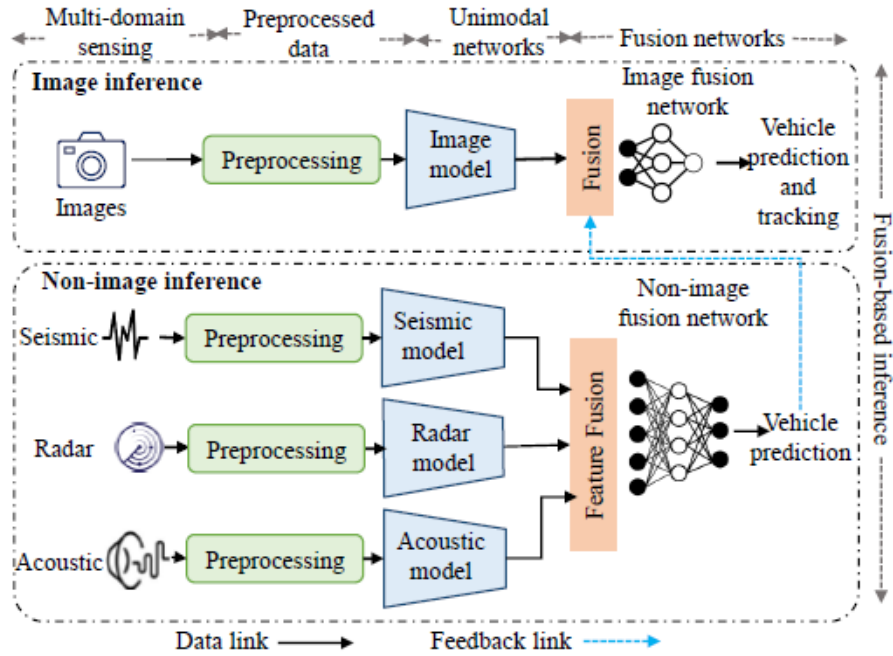 Multi-domain
sensing
Preprocessed
data
Unimodal
networks
Fusion networks
Image inference
Images
Preprocessing
Image
model
Fusion
Image fusion
network
Vehicle
prediction
and
tracking
Fusion-based inference
Non-image inference
Seismic
Preprocessing
Seismic
model
Radar
Preprocessing
Radar
model
Acoustic
Preprocessing
Acoustic
model
Feature Fusion
Non-image
fusion network
Vehicle
prediction
Data link
Feedback link